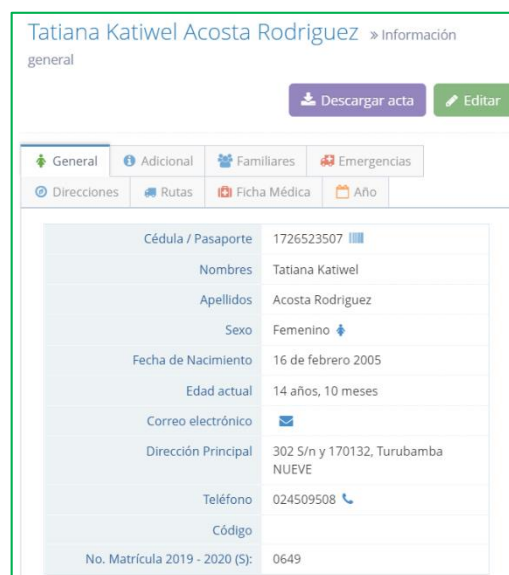 Tatiana Katiwel Acosta Rodriguez » Información
general
Descargar acta Editar
General Adicional Familiares Emergencias
Direcciones Rutas Ficha Médica Año
Cédula / Pasaporte 1726523507
Nombres Tatiana Katiwel
Apellidos Acosta Rodriguez
Sexo Femenino
Fecha de Nacimiento 16 de febrero 2005
Edad actual 14 años, 10 meses
Correo electrónico
Dirección Principal 302 S/n y 170132, Turubamba
NUEVE
Teléfono 024509508
Código
No. Matrícula 2019 - 2020 (S): 0649